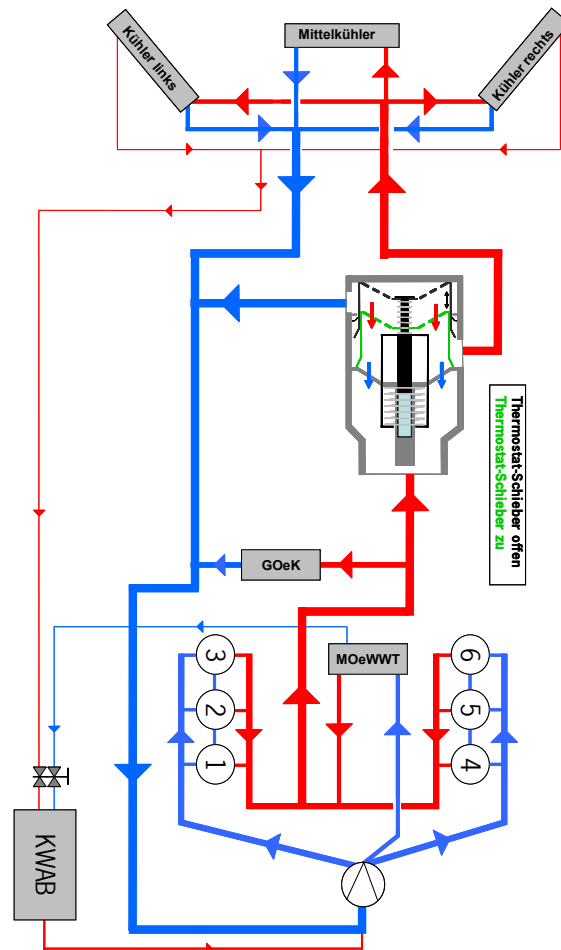 Mittelkühler
Kühler links
Kühler rechts
Thermostat-Schieber offen
Thermostat-Schieber zu
GOeK
MOeWWT
3
2
1
6
5
4
KWAB